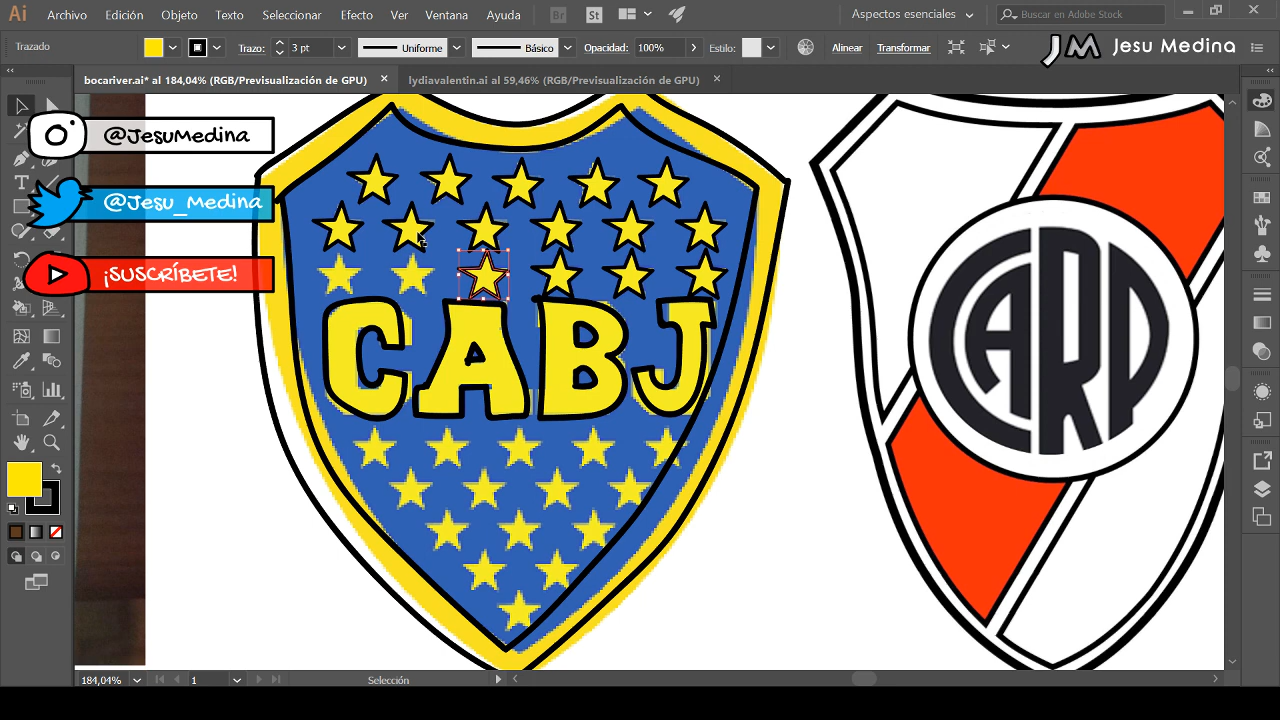 Ai Archivo Edición Objeto Texto Seleccionar Efecto Ver Ventana Ayuda Br St Aspectos esenciales Buscar en Adobe Stock
Trazado Trazo: 3 pt Uniforme Básico Opacidad: 100% Estilo: Alinear Transformar JM Jesu Medina
bocariver.ai* al 184,04% (RGB/Previsualización de GPU) × lydiavalentin.ai al 59,46% (RGB/Previsualización de GPU) ×
@JesuMedina
@Jesu_Medina
¡SUSCRÍBETE!
CABJ
CARP
184,04% 1 Selección